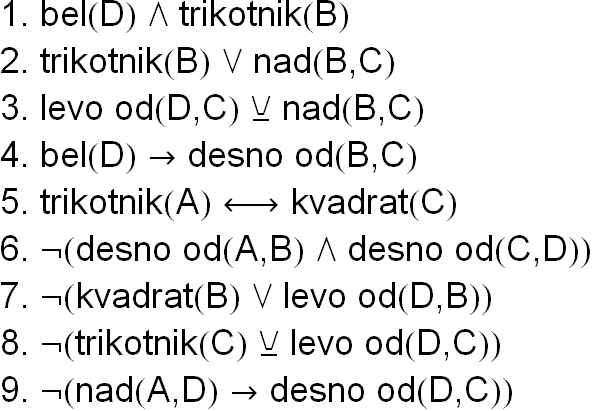 1. bel(D) ∧ trikotnik(B)
2. trikotnik(B) ∨ nad(B,C)
3. levo od(D,C) ⊻ nad(B,C)
4. bel(D) → desno od(B,C)
5. trikotnik(A) ⟷ kvadrat(C)
6. ¬(desno od(A,B) ∧ desno od(C,D))
7. ¬(kvadrat(B) ∨ levo od(D,B))
8. ¬(trikotnik(C) ⊻ levo od(D,C))
9. ¬(nad(A,D) → desno od(D,C))